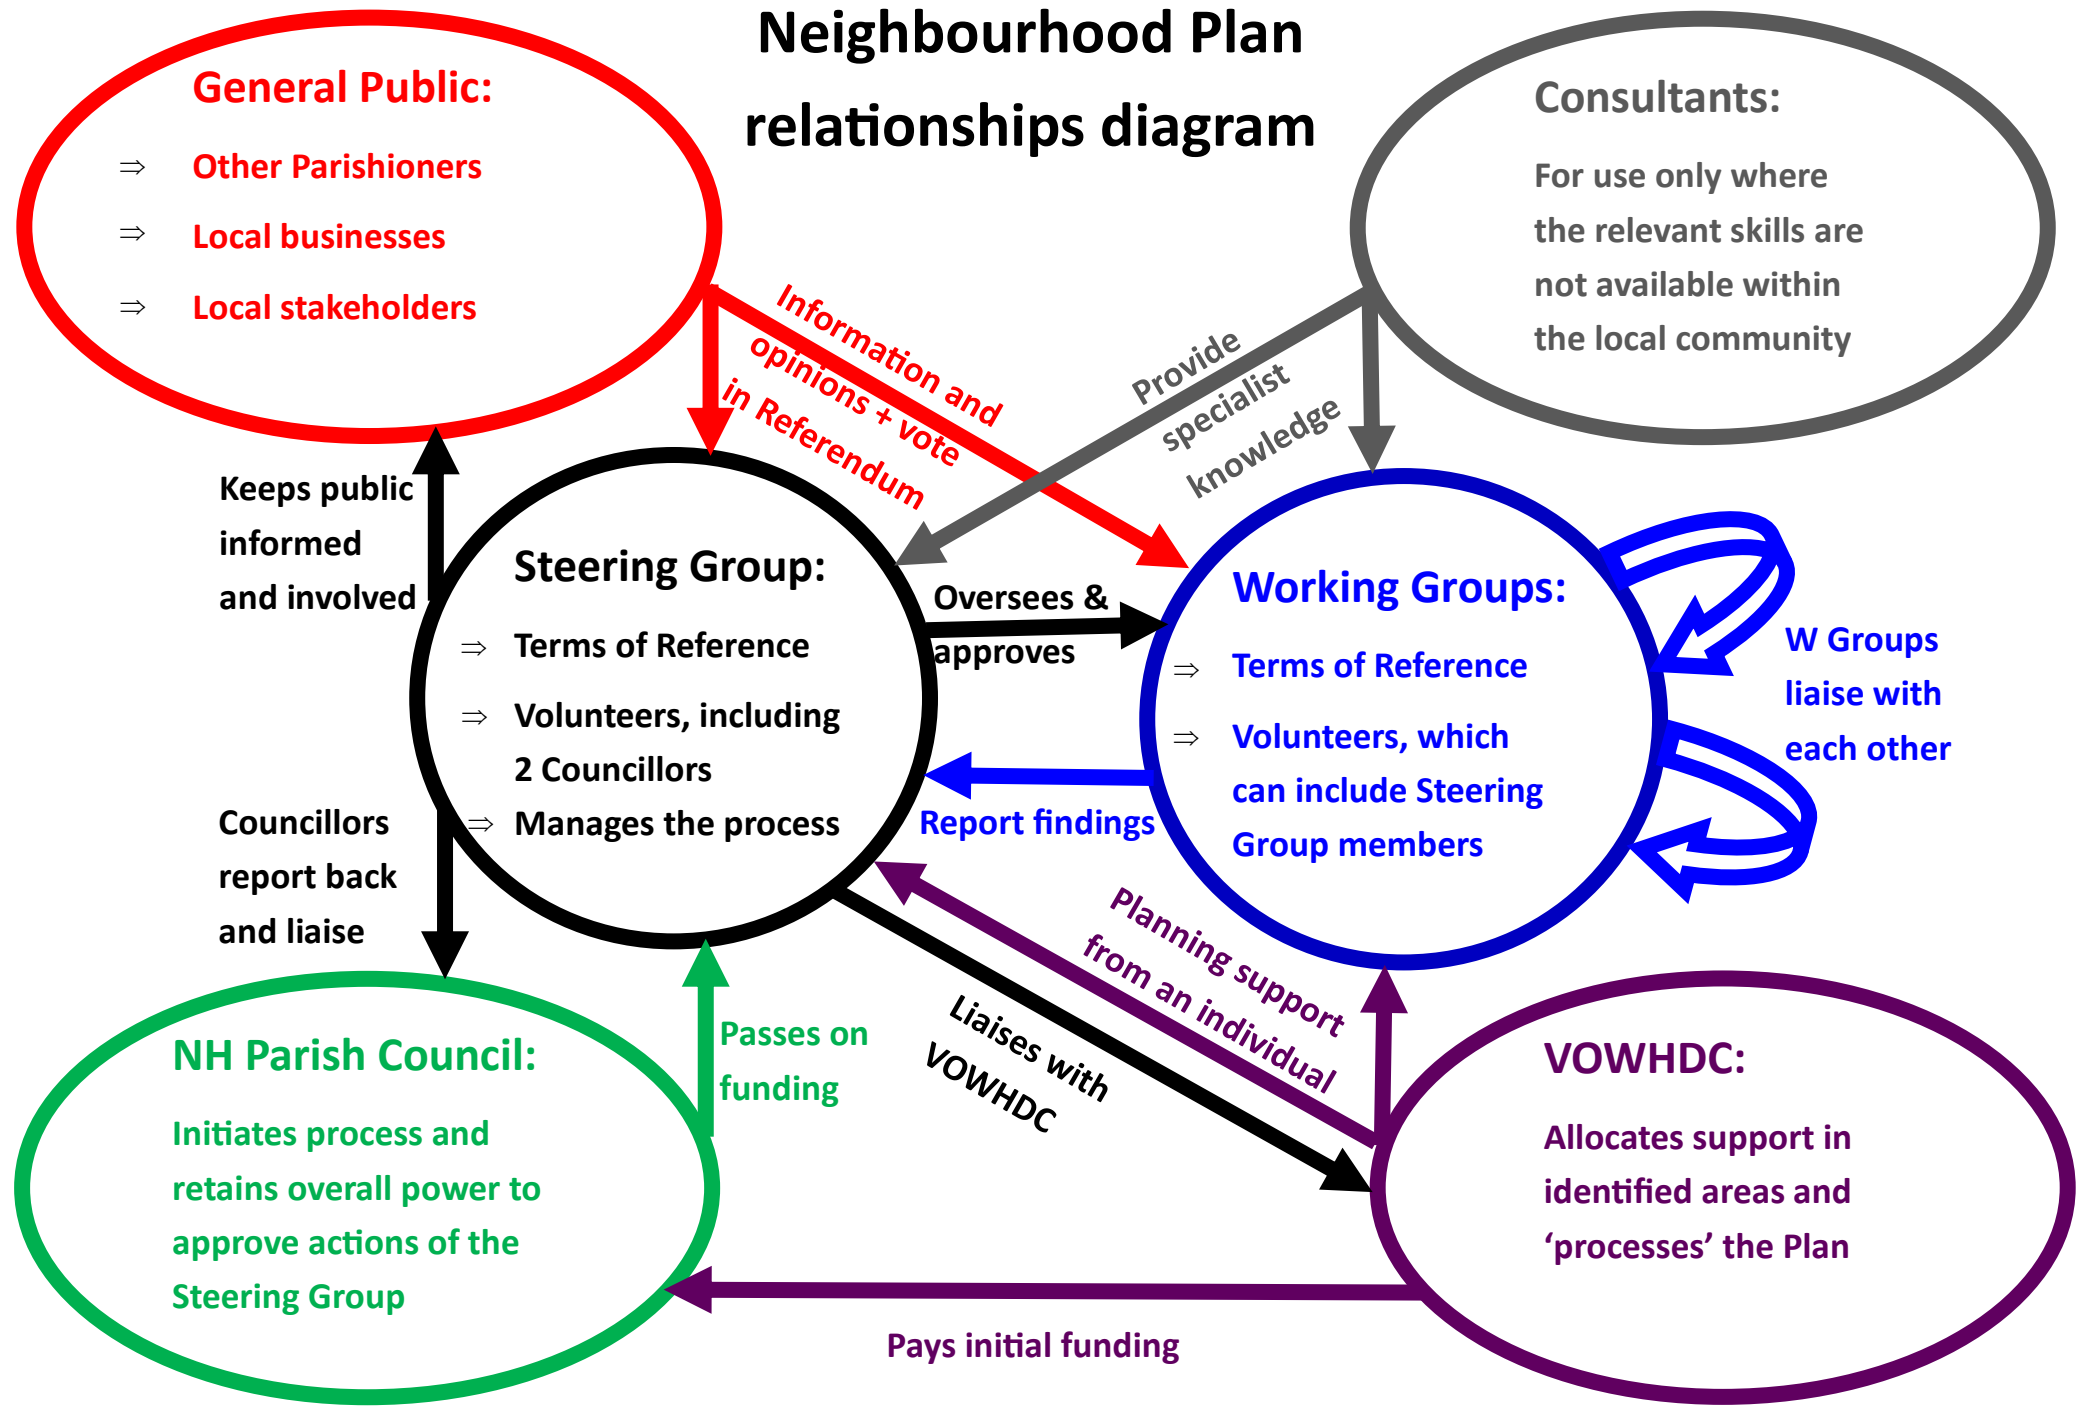 Neighbourhood Plan
relationships diagram
General Public:
⇒ Other Parishioners
⇒ Local businesses
⇒ Local stakeholders
Consultants:
For use only where
the relevant skills are
not available within
the local community
Information and
opinions + vote
in Referendum
Provide
specialist
knowledge
Keeps public
informed
and involved
Steering Group:
⇒ Terms of Reference
⇒ Volunteers, including
2 Councillors
⇒ Manages the process
Oversees &
approves
Working Groups:
⇒ Terms of Reference
⇒ Volunteers, which
can include Steering
Group members
W Groups
liaise with
each other
Report findings
Councillors
report back
and liaise
Planning support
from an individual
Liaises with
VOWHDC
Passes on
funding
NH Parish Council:
Initiates process and
retains overall power to
approve actions of the
Steering Group
VOWHDC:
Allocates support in
identified areas and
‘processes’ the Plan
Pays initial funding